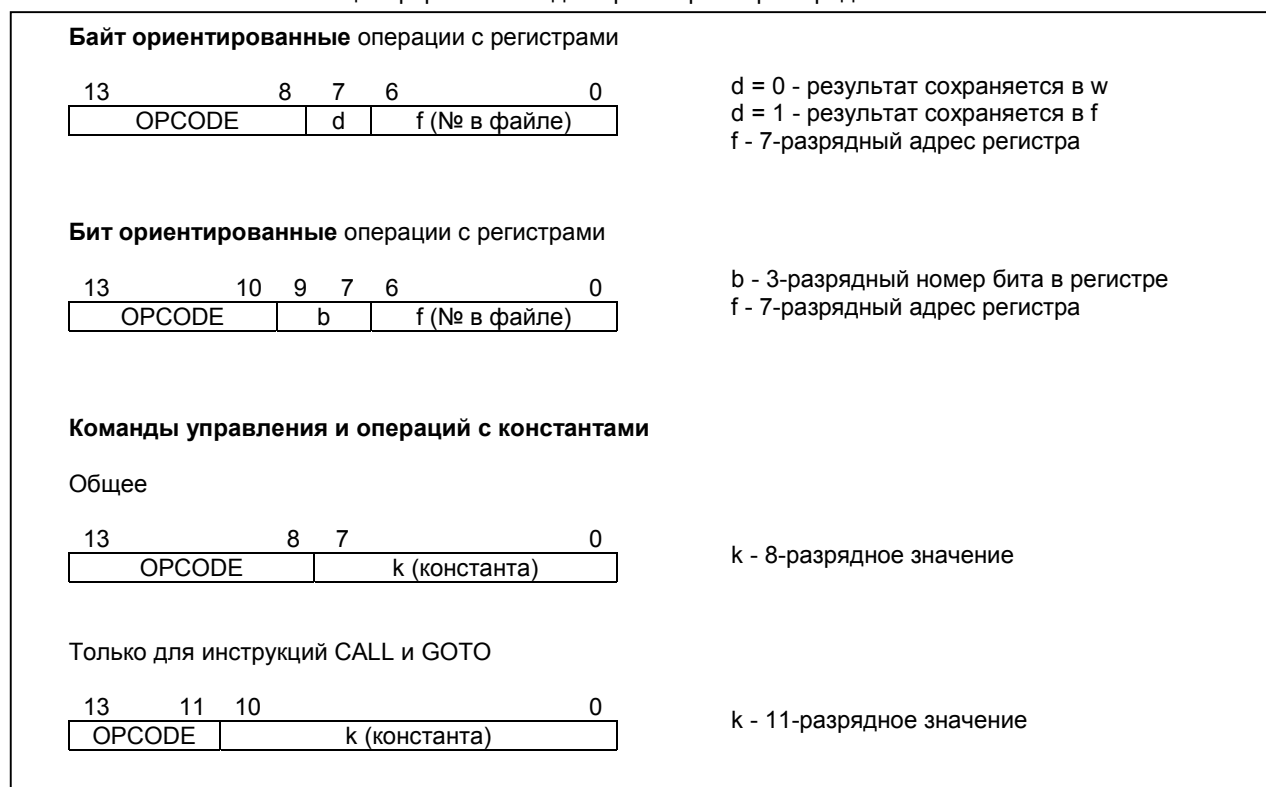 Байт ориентированные операции с регистрами
13 8 7 6 0
OPCODE d f (№ в файле)
d = 0 - результат сохраняется в w
d = 1 - результат сохраняется в f
f - 7-разрядный адрес регистра
Бит ориентированные операции с регистрами
13 10 9 7 6 0
OPCODE b f (№ в файле)
b - 3-разрядный номер бита в регистре
f - 7-разрядный адрес регистра
Команды управления и операций с константами
Общее
13 8 7 0
OPCODE k (константа)
k - 8-разрядное значение
Только для инструкций CALL и GOTO
13 11 10 0
OPCODE k (константа)
k - 11-разрядное значение